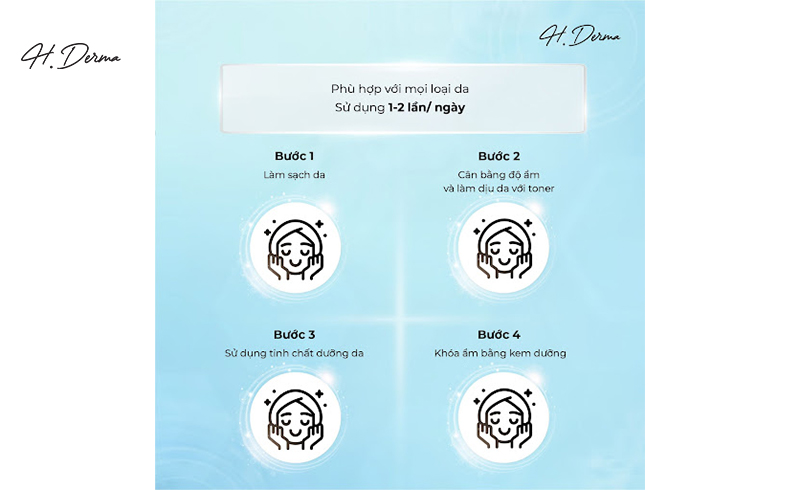 H. Derma
H. Derma
Phù hợp với mọi loại da
Sử dụng 1-2 lần/ ngày
Bước 1
Làm sạch da
Bước 2
Cân bằng độ ẩm
và làm dịu da với toner
Bước 3
Sử dụng tinh chất dưỡng da
Bước 4
Khóa ẩm bằng kem dưỡng